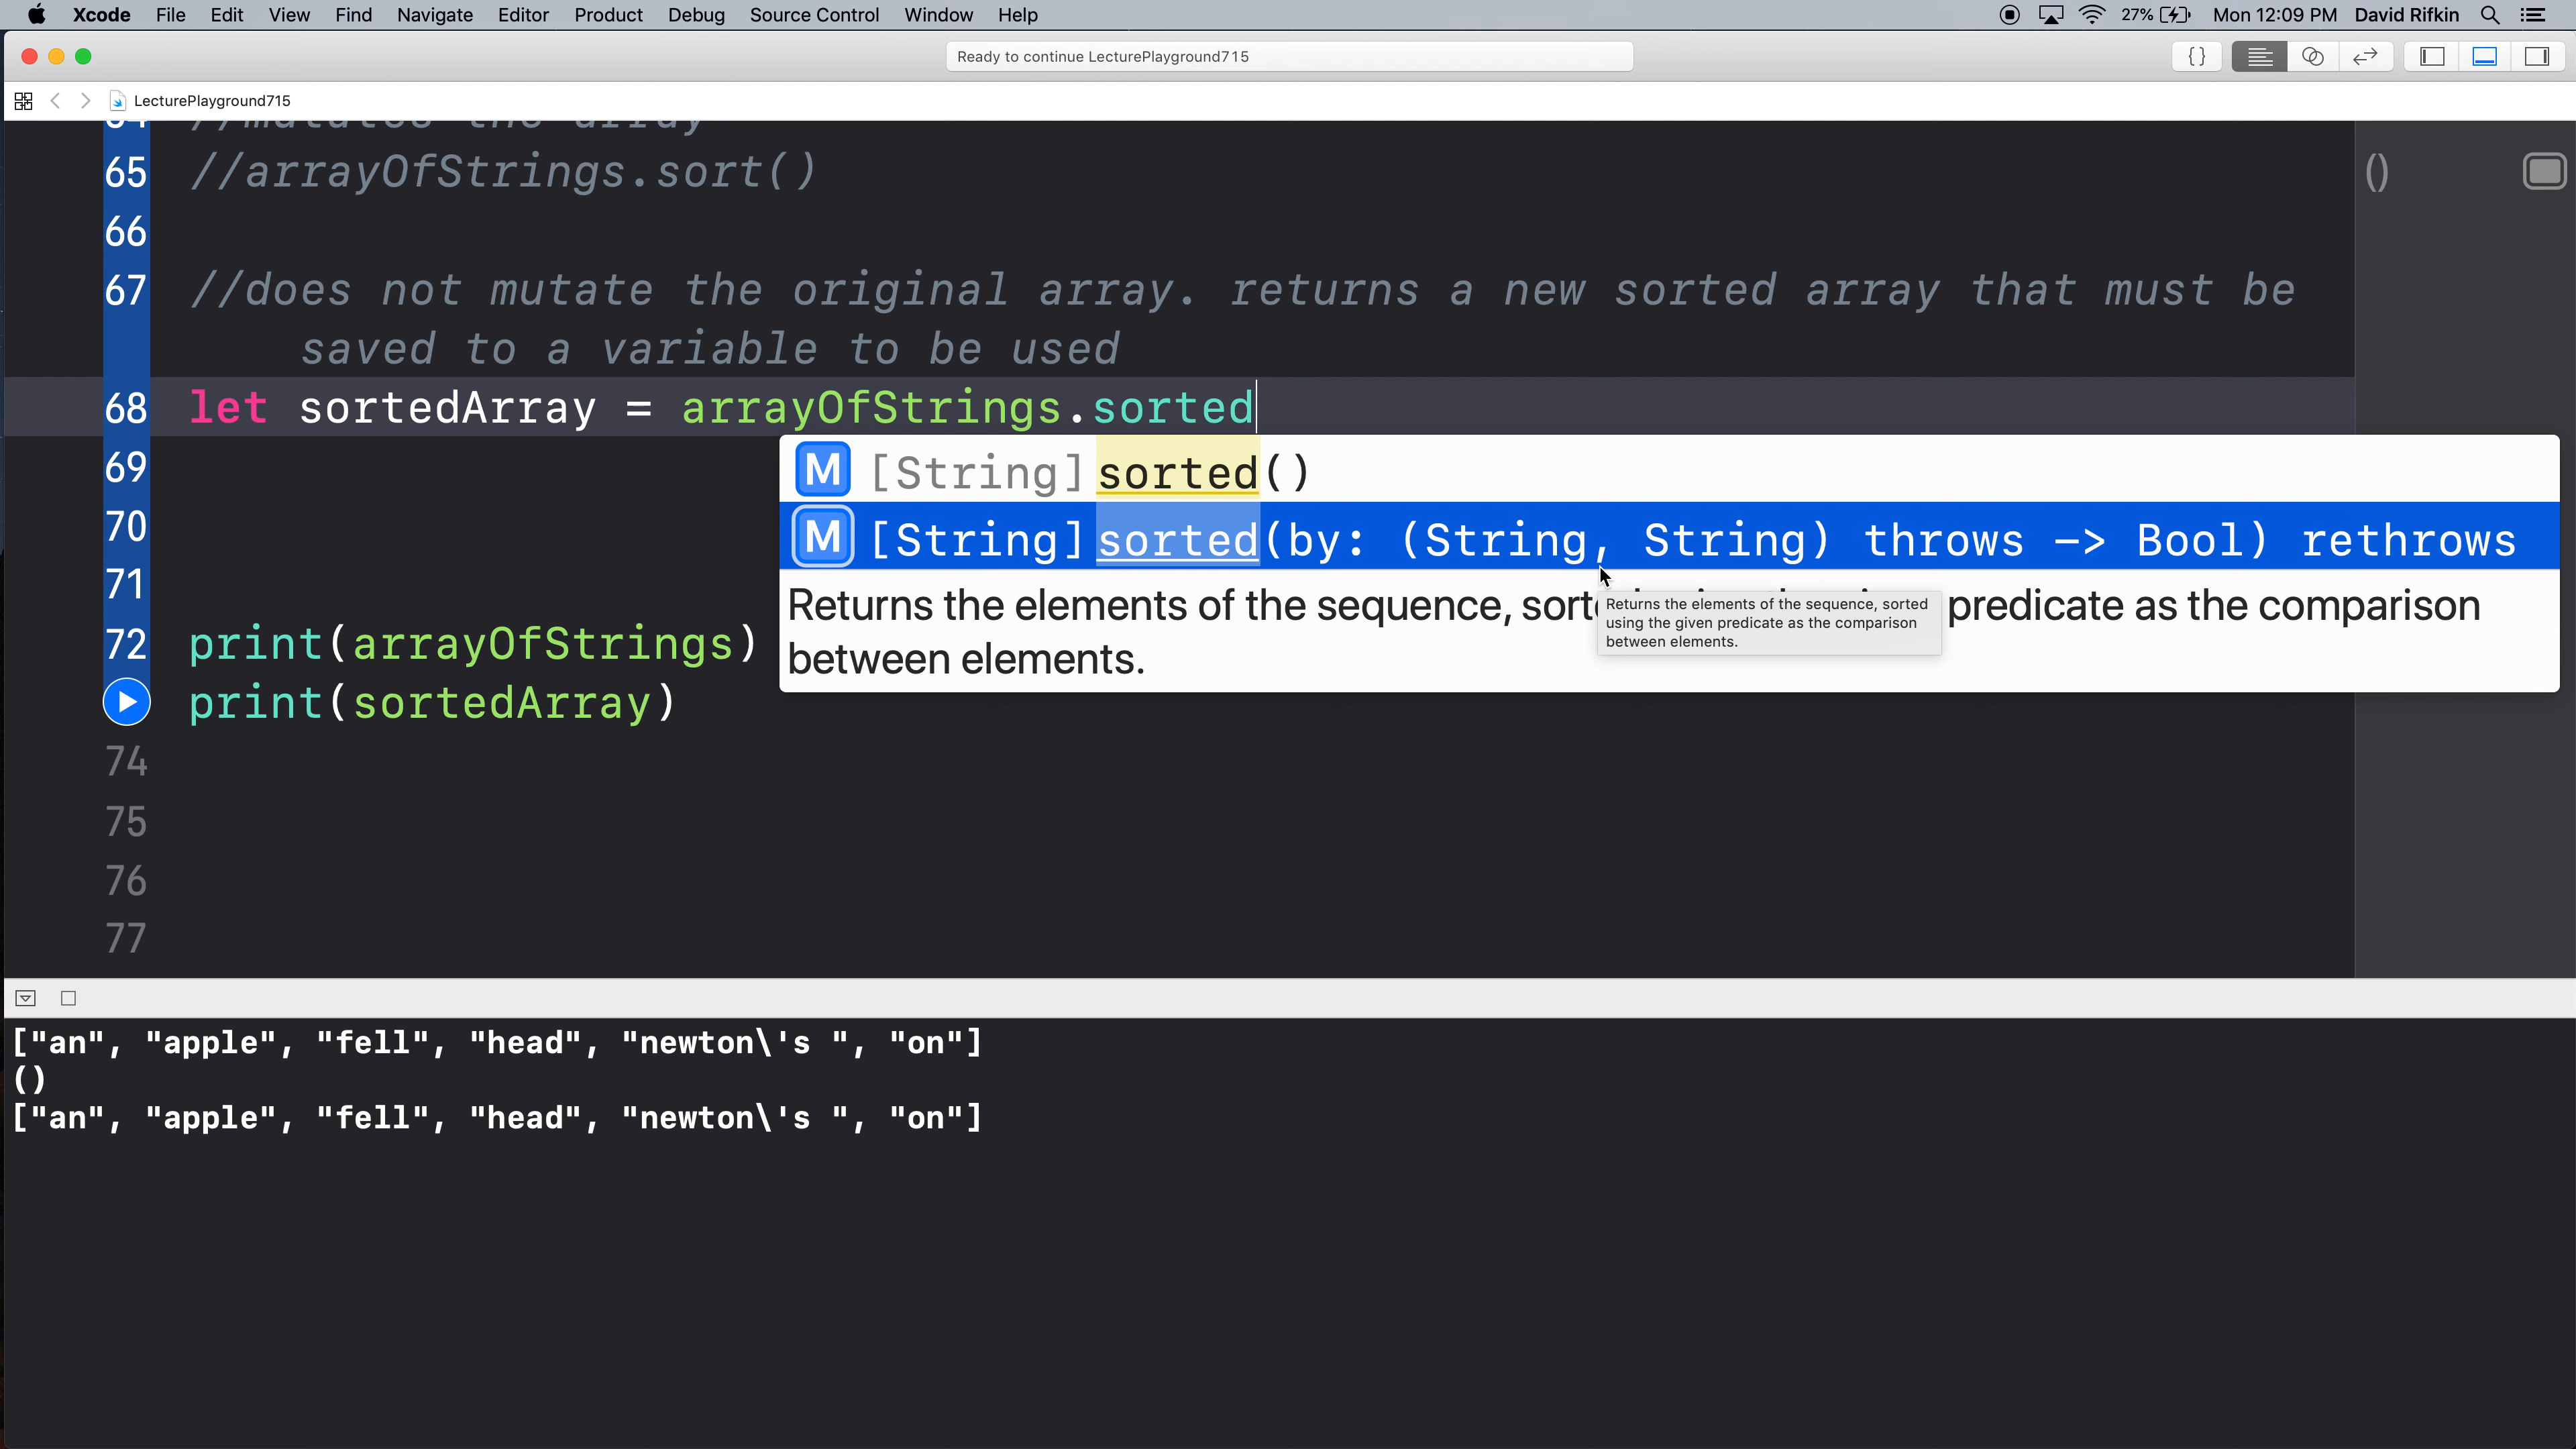 Xcode File Edit View Find Navigate Editor Product Debug Source Control Window Help 27% Mon 12:09 PM David Rifkin
Ready to continue LecturePlayground715 {}
LecturePlayground715
64 //mutates the array
65 //arrayOfStrings.sort() ()
66
67 //does not mutate the original array. returns a new sorted array that must be
saved to a variable to be used
68 let sortedArray = arrayOfStrings.sorted
69
M [String] sorted()
70
M [String] sorted(by: (String, String) throws -> Bool) rethrows
71
Returns the elements of the sequence, sorte predicate as the comparison
between elements.
Returns the elements of the sequence, sorted
using the given predicate as the comparison
between elements.
72 print(arrayOfStrings)
print(sortedArray)
74
75
76
77
["an", "apple", "fell", "head", "newton\'s ", "on"]
()
["an", "apple", "fell", "head", "newton\'s ", "on"]